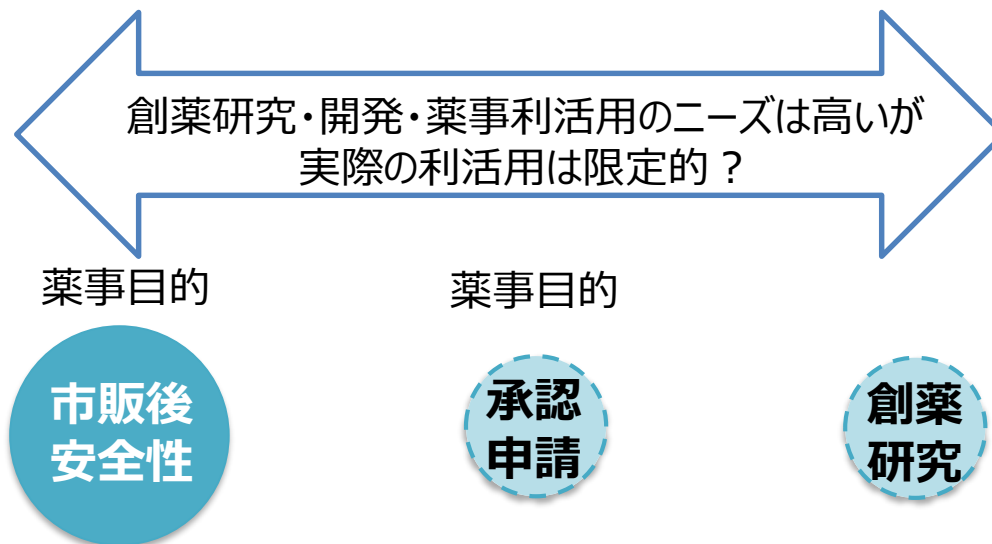 創薬研究・開発・薬事利活用のニーズは高いが
実際の利活用は限定的？
薬事目的
薬事目的
市販後
安全性
承認
申請
創薬
研究